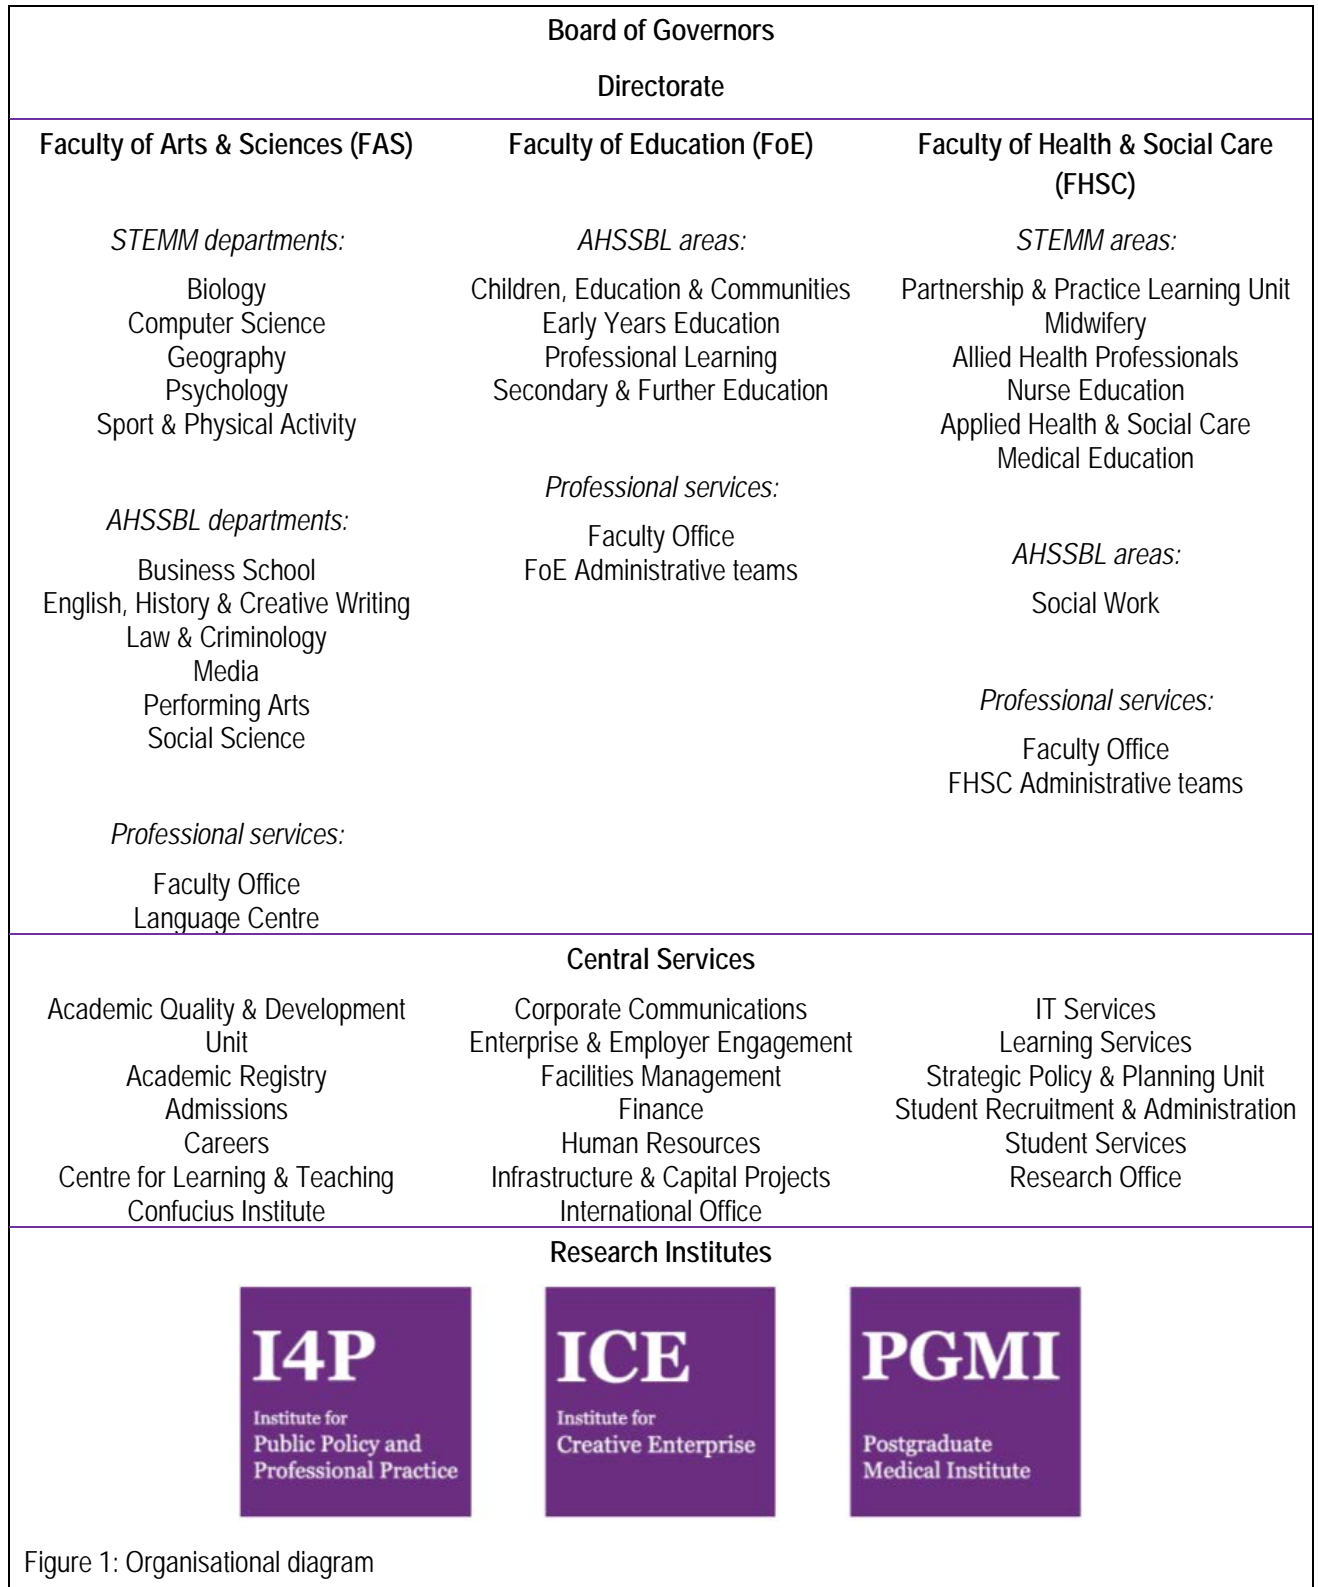 Board of Governors
Directorate
Faculty of Arts & Sciences (FAS)
STEMM departments:
Biology
Computer Science
Geography
Psychology
Sport & Physical Activity
AHSSBL departments:
Business School
English, History & Creative Writing
Law & Criminology
Media
Performing Arts
Social Science
Professional services:
Faculty Office
Language Centre
Faculty of Education (FoE)
AHSSBL areas:
Children, Education & Communities
Early Years Education
Professional Learning
Secondary & Further Education
Professional services:
Faculty Office
FoE Administrative teams
Faculty of Health & Social Care
(FHSC)
STEMM areas:
Partnership & Practice Learning Unit
Midwifery
Allied Health Professionals
Nurse Education
Applied Health & Social Care
Medical Education
AHSSBL areas:
Social Work
Professional services:
Faculty Office
FHSC Administrative teams
Central Services
Academic Quality & Development
Unit
Academic Registry
Admissions
Careers
Centre for Learning & Teaching
Confucius Institute
Corporate Communications
Enterprise & Employer Engagement
Facilities Management
Finance
Human Resources
Infrastructure & Capital Projects
International Office
IT Services
Learning Services
Strategic Policy & Planning Unit
Student Recruitment & Administration
Student Services
Research Office
Research Institutes
I4P
Institute for
Public Policy and
Professional Practice
ICE
Institute for
Creative Enterprise
PGMI
Postgraduate
Medical Institute
Figure 1: Organisational diagram